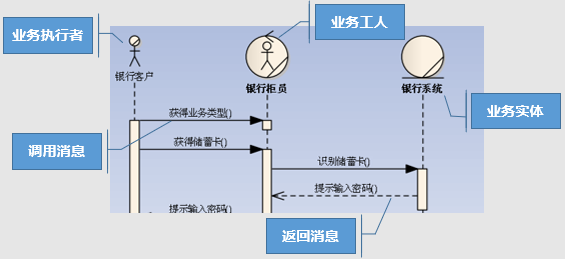 业务执行者
业务工人
银行客户
银行柜员
银行系统
业务实体
获得业务类型()
调用消息
获得储蓄卡()
识别储蓄卡()
提示输入密码()
提示输入密码()
返回消息